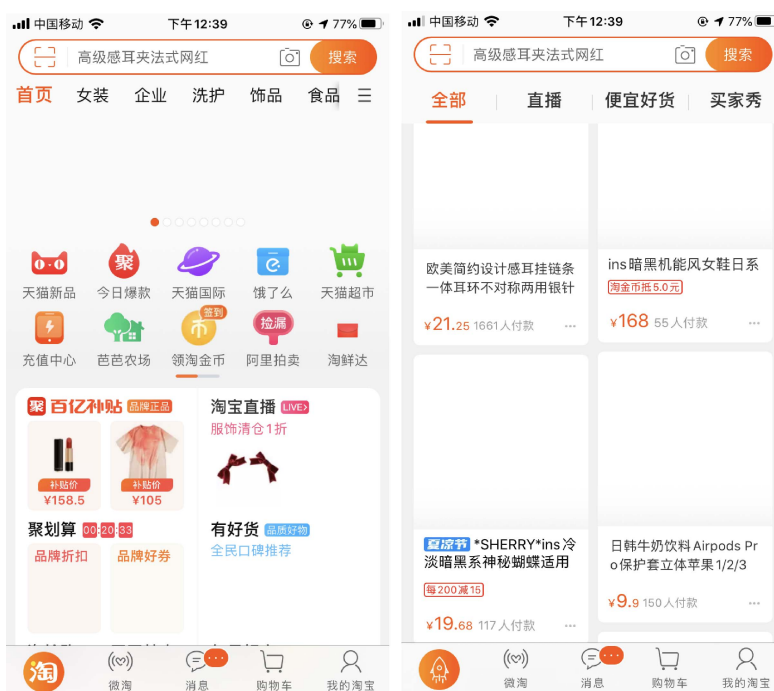 中国移动
下午12:39
77%
高级感耳夹法式网红
搜索
首页 女装 企业 洗护 饰品 食品
天猫新品 今日爆款 天猫国际 饿了么 天猫超市
聚
签到
币
捡漏
充值中心 芭芭农场 领淘金币 阿里拍卖 淘鲜达
聚 百亿补贴 品牌正品
补贴价
¥158.5
补贴价
¥105
淘宝直播 LIVE
服饰清仓1折
聚划算 00:20:33
品牌折扣 品牌好券
有好货 品质好物
全民口碑推荐
淘
微淘 消息 购物车 我的淘宝
中国移动
下午12:39
77%
高级感耳夹法式网红
搜索
全部 直播 便宜好货 买家秀
欧美简约设计感耳挂链条
一体耳环不对称两用银针
¥21.25 1661人付款
ins暗黑机能风女鞋日系
淘金币抵5.0元
¥168 55人付款
夏凉节 *SHERRY*ins冷
淡暗黑系神秘蝴蝶适用
每200减15
¥19.68 117人付款
日韩牛奶饮料Airpods Pr
o保护套立体苹果1/2/3
¥9.9 150人付款
微淘 消息 购物车 我的淘宝